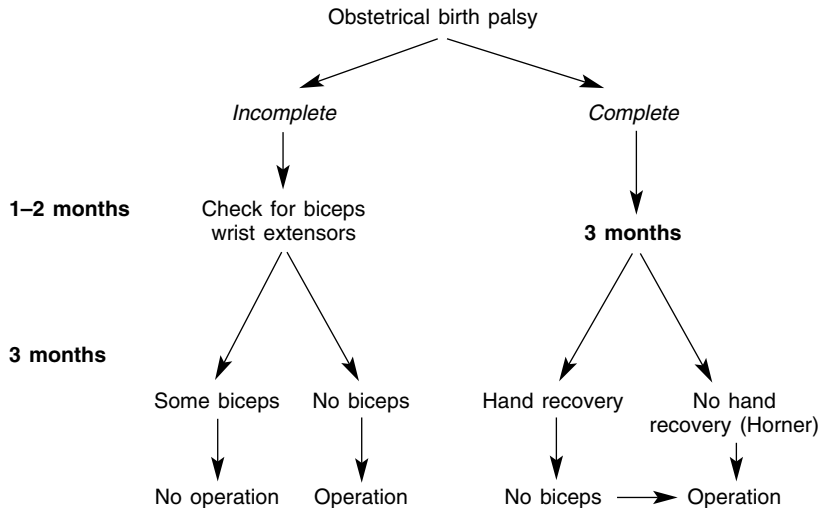 Obstetrical birth palsy
Incomplete
Complete
1–2 months
Check for biceps
wrist extensors
3 months
3 months
Some biceps
No biceps
Hand recovery
No hand
recovery (Horner)
No operation
Operation
No biceps
Operation